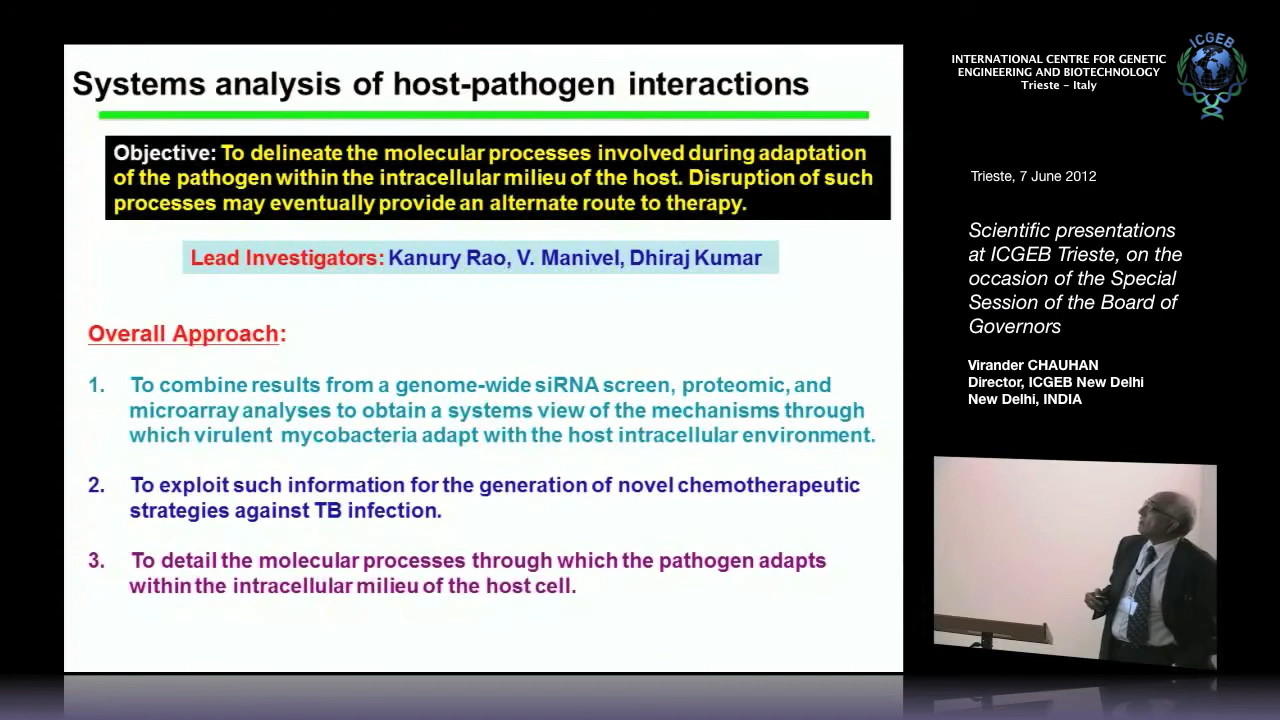 Systems analysis of host-pathogen interactions
Objective: To delineate the molecular processes involved during adaptation
of the pathogen within the intracellular milieu of the host. Disruption of such
processes may eventually provide an alternate route to therapy.
Lead Investigators: Kanury Rao, V. Manivel, Dhiraj Kumar
Overall Approach:
1. To combine results from a genome-wide siRNA screen, proteomic, and
microarray analyses to obtain a systems view of the mechanisms through
which virulent mycobacteria adapt with the host intracellular environment.
2. To exploit such information for the generation of novel chemotherapeutic
strategies against TB infection.
3. To detail the molecular processes through which the pathogen adapts
within the intracellular milieu of the host cell.
INTERNATIONAL CENTRE FOR GENETIC
ENGINEERING AND BIOTECHNOLOGY
Trieste - Italy
ICGEB
Trieste, 7 June 2012
Scientific presentations
at ICGEB Trieste, on the
occasion of the Special
Session of the Board of
Governors
Virander CHAUHAN
Director, ICGEB New Delhi
New Delhi, INDIA